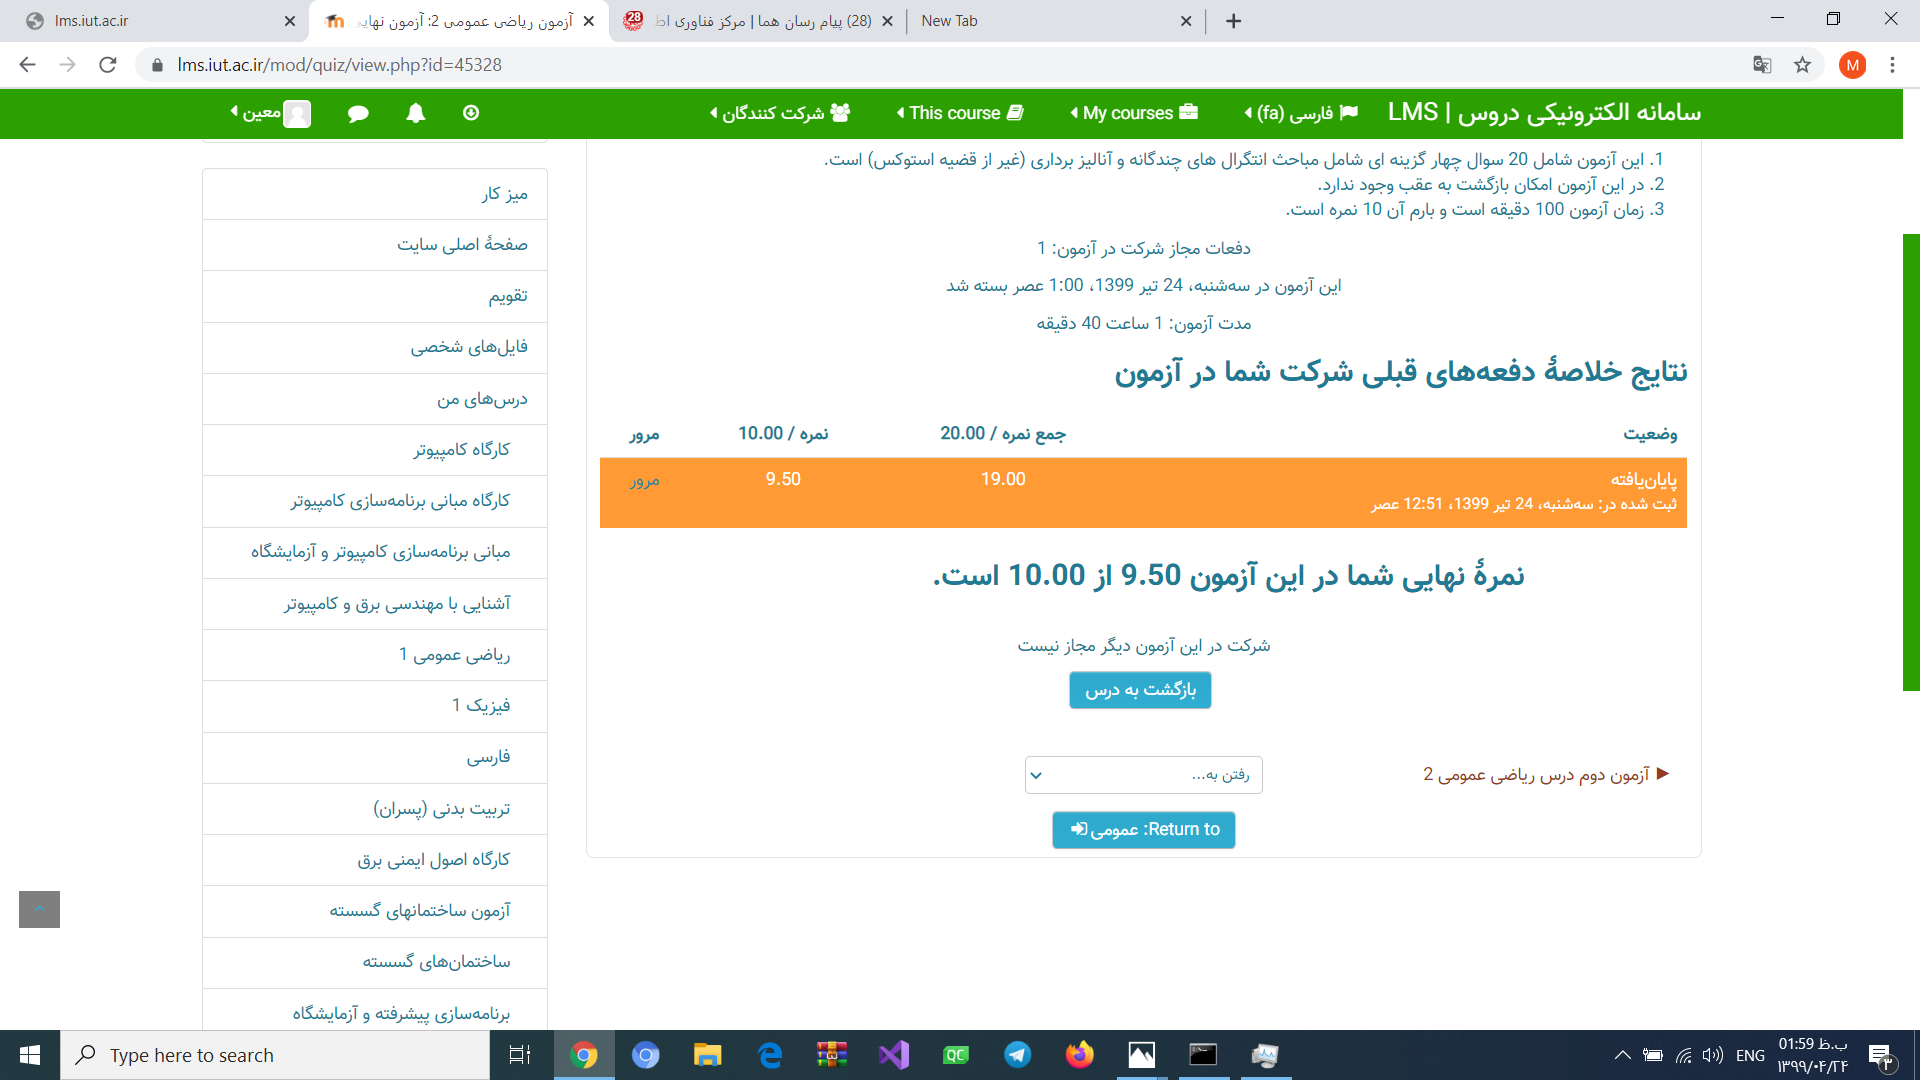 lms.iut.ac.ir
آزمون ریاضی عمومی 2: آزمون نهایی
(28) پیام رسان هما | مرکز فناوری اط
28
New Tab
lms.iut.ac.ir/mod/quiz/view.php?id=45328
M
سامانه الکترونیکی دروس | LMS
فارسی (fa)
My courses
This course
شرکت کنندگان
معین
1. این آزمون شامل 20 سوال چهار گزینه ای شامل مباحث انتگرال های چندگانه و آنالیز برداری (غیر از قضیه استوکس) است.
2. در این آزمون امکان بازگشت به عقب وجود ندارد.
3. زمان آزمون 100 دقیقه است و بارم آن 10 نمره است.
دفعات مجاز شرکت در آزمون: 1
این آزمون در سه‌شنبه، 24 تیر 1399، 1:00 عصر بسته شد
مدت آزمون: 1 ساعت 40 دقیقه
نتایج خلاصهٔ دفعه‌های قبلی شرکت شما در آزمون
وضعیت جمع نمره / 20.00 نمره / 10.00 مرور
پایان‌یافته 19.00 9.50 مرور
ثبت شده در: سه‌شنبه، 24 تیر 1399، 12:51 عصر
نمرهٔ نهایی شما در این آزمون 9.50 از 10.00 است.
شرکت در این آزمون دیگر مجاز نیست
بازگشت به درس
آزمون دوم درس ریاضی عمومی 2
رفتن به...
Return to: عمومی
میز کار
صفحهٔ اصلی سایت
تقویم
فایل‌های شخصی
درس‌های من
کارگاه کامپیوتر
کارگاه مبانی برنامه‌سازی کامپیوتر
مبانی برنامه‌سازی کامپیوتر و آزمایشگاه
آشنایی با مهندسی برق و کامپیوتر
ریاضی عمومی 1
فیزیک 1
فارسی
تربیت بدنی (پسران)
کارگاه اصول ایمنی برق
آزمون ساختمانهای گسسته
ساختمان‌های گسسته
برنامه‌سازی پیشرفته و آزمایشگاه
Type here to search
QC
ENG
01:59 ب.ظ
۱۳۹۹/۰۴/۲۴
۳